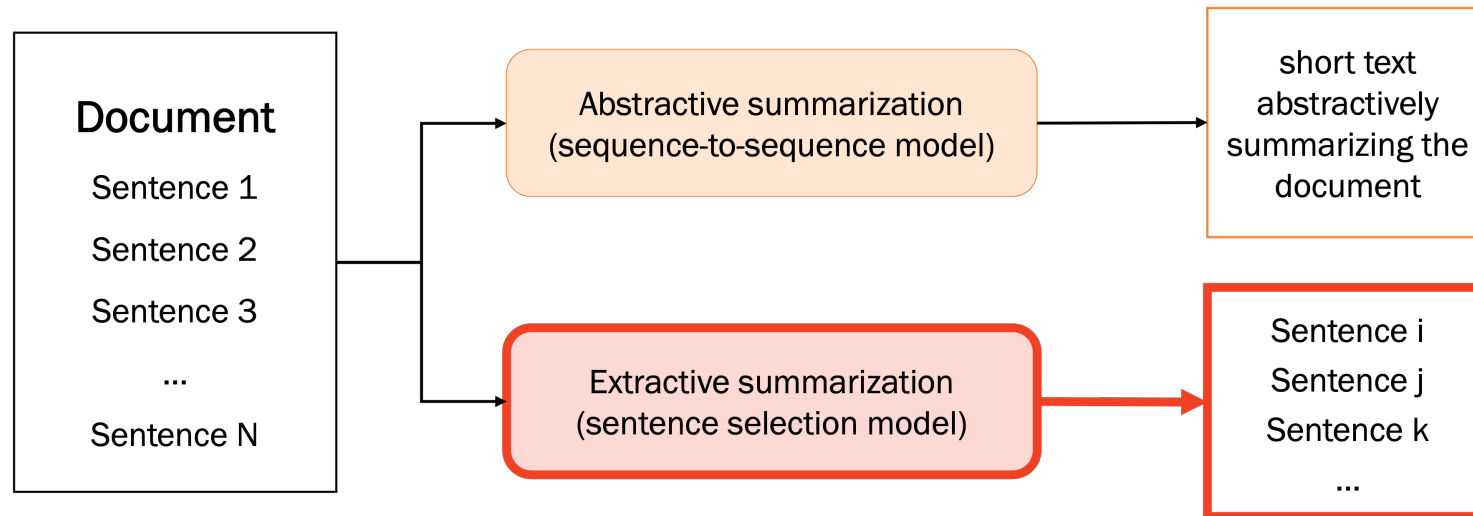 Document
Sentence 1
Sentence 2
Sentence 3
...
Sentence N
Abstractive summarization
(sequence-to-sequence model)
short text
abstractively
summarizing the
document
Extractive summarization
(sentence selection model)
Sentence i
Sentence j
Sentence k
...